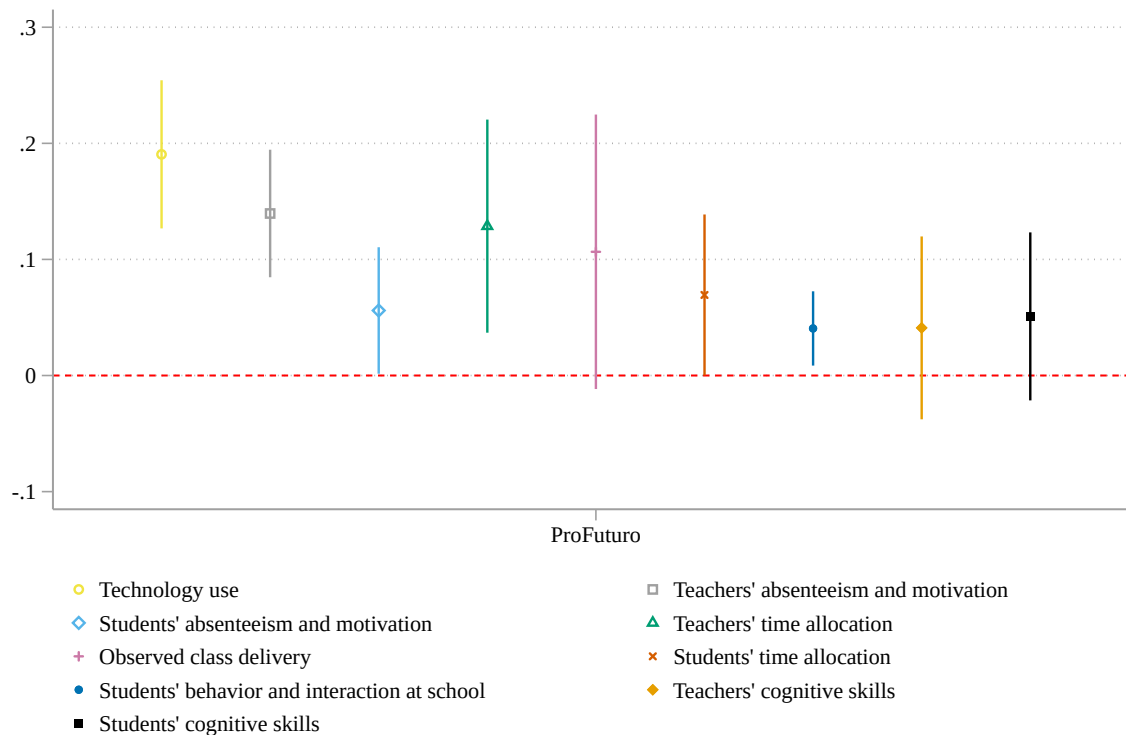 .3
.2
.1
0
-.1
ProFuturo
Technology use
Teachers' absenteeism and motivation
Students' absenteeism and motivation
Teachers' time allocation
Observed class delivery
Students' time allocation
Students' behavior and interaction at school
Teachers' cognitive skills
Students' cognitive skills